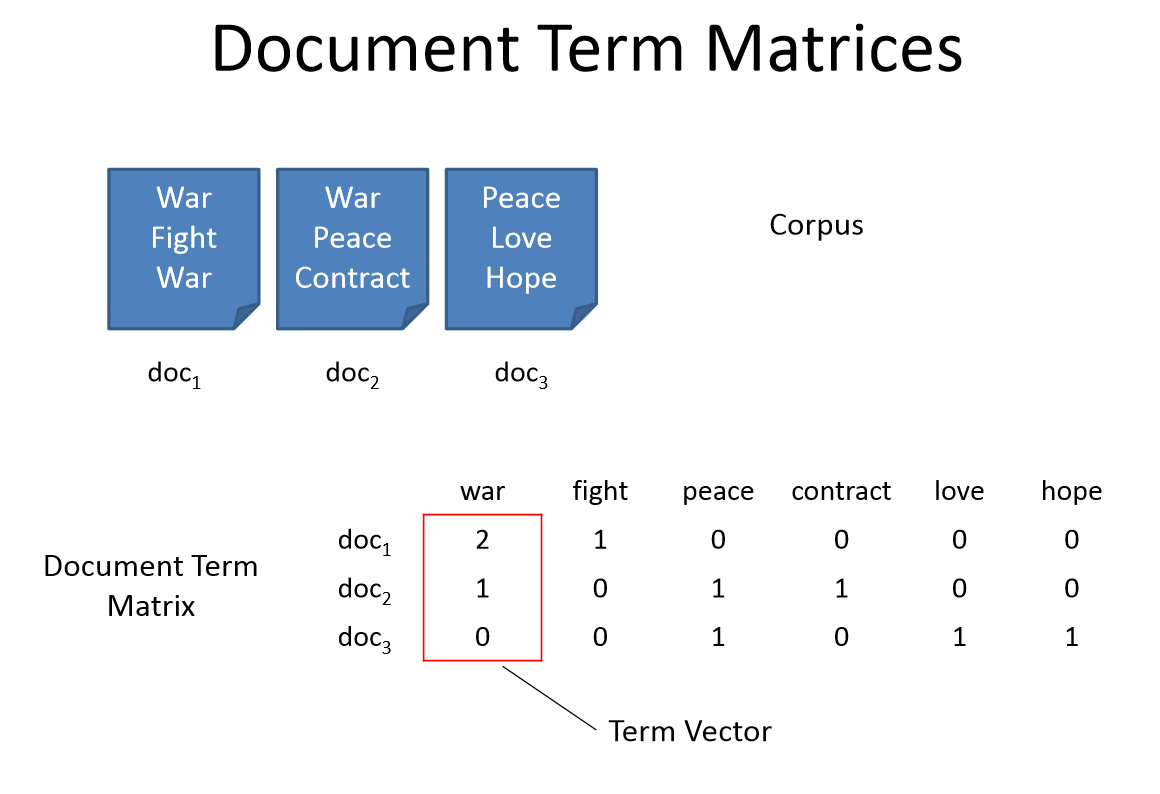 Document Term Matrices
War
Fight
War
War
Peace
Contract
Peace
Love
Hope
Corpus
doc₁ doc₂ doc₃
war fight peace contract love hope
doc₁ 2 1 0 0 0 0
doc₂ 1 0 1 1 0 0
doc₃ 0 0 1 0 1 1
Document Term
Matrix
Term Vector